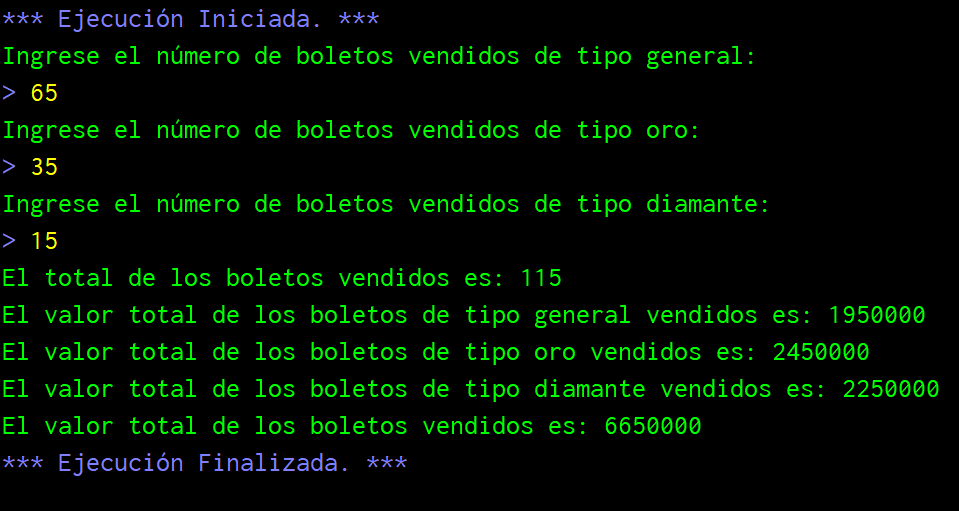 *** Ejecución Iniciada. ***
Ingrese el número de boletos vendidos de tipo general:
> 65
Ingrese el número de boletos vendidos de tipo oro:
> 35
Ingrese el número de boletos vendidos de tipo diamante:
> 15
El total de los boletos vendidos es: 115
El valor total de los boletos de tipo general vendidos es: 1950000
El valor total de los boletos de tipo oro vendidos es: 2450000
El valor total de los boletos de tipo diamante vendidos es: 2250000
El valor total de los boletos vendidos es: 6650000
*** Ejecución Finalizada. ***